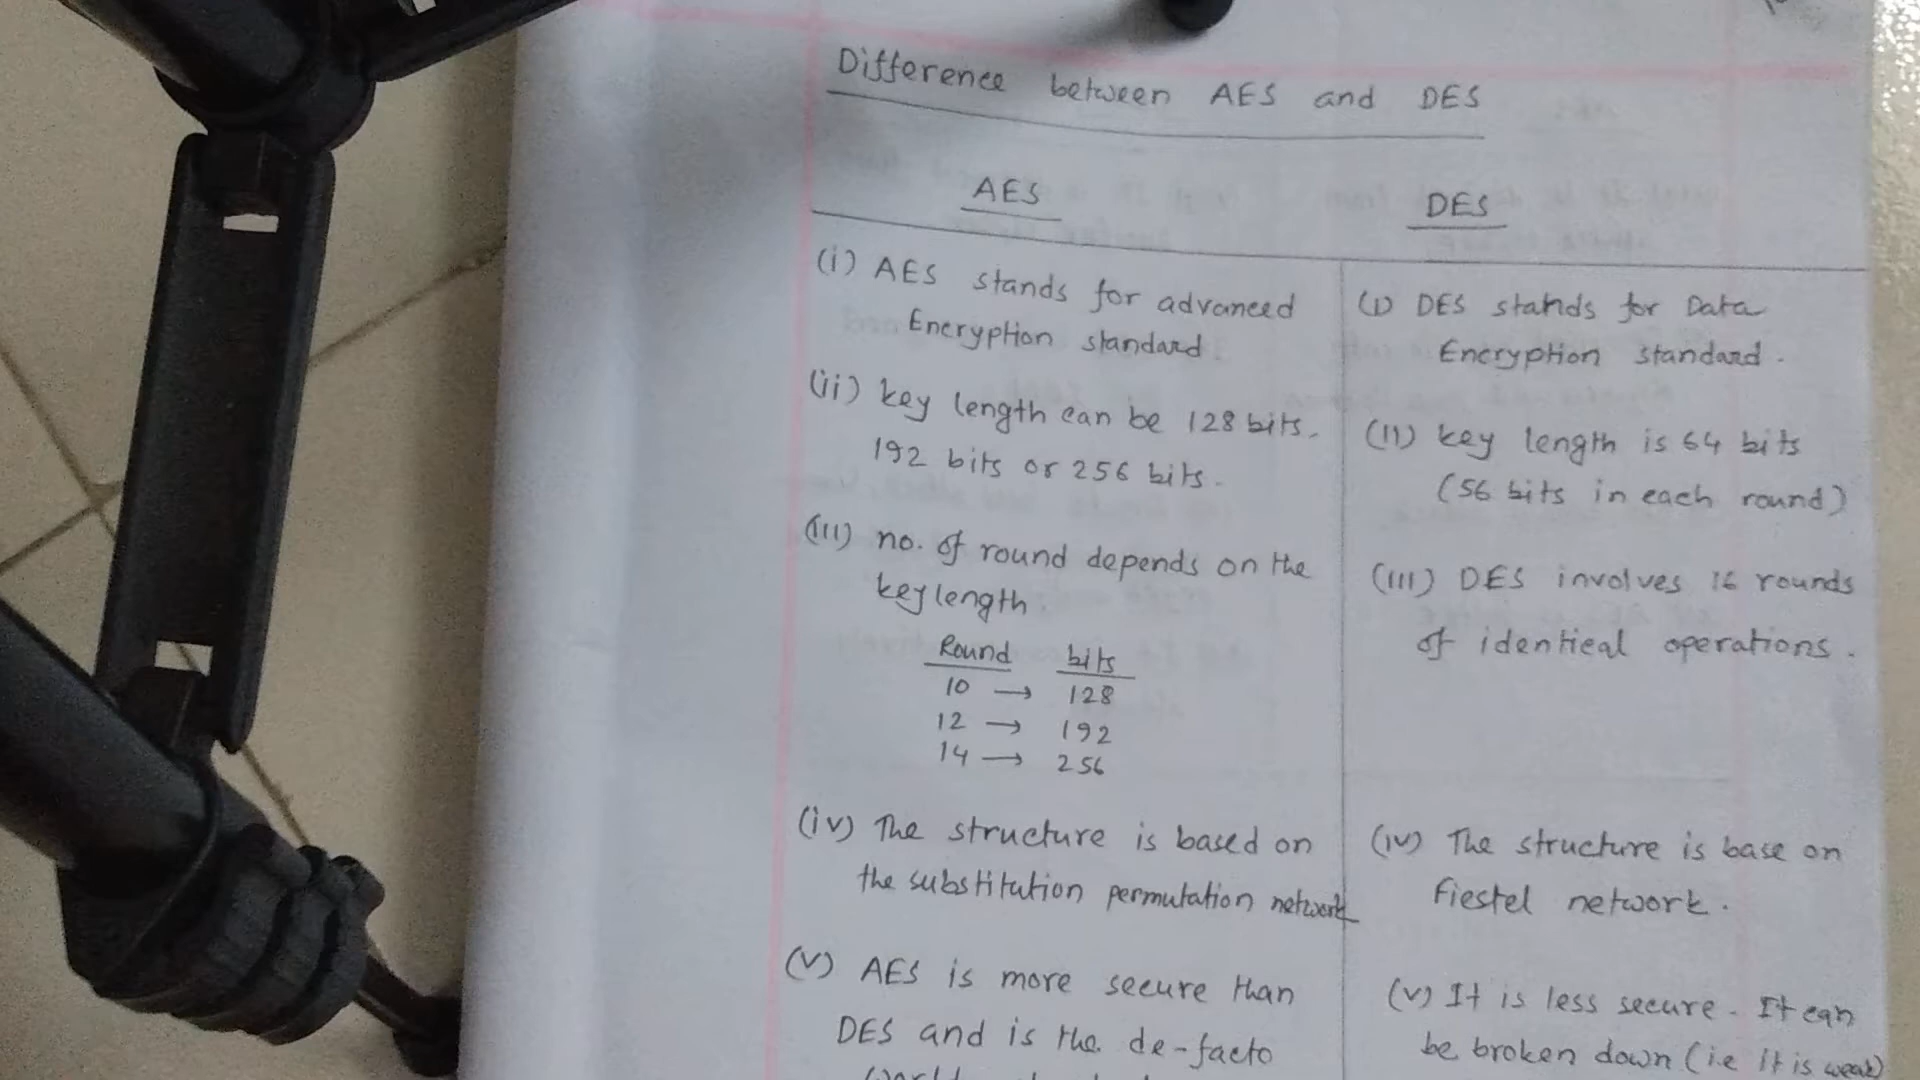 Difference between AES and DES
AES
(i) AES stands for advanced
Encryption standard
(ii) key length can be 128 bits.
192 bits or 256 bits.
(III) no. of round depends on the
key length
Round bits
10 → 128
12 → 192
14 → 256
(iv) The structure is based on
the substitution permutation network
(v) AES is more secure than
DES and is the de-facto
DES
(I) DES stands for Data
Encryption standard.
(II) key length is 64 bits
(56 bits in each round)
(III) DES involves 16 rounds
of identical operations.
(IV) The structure is base on
Fiestel network.
(v) It is less secure. It can
be broken down (i.e It is weak)